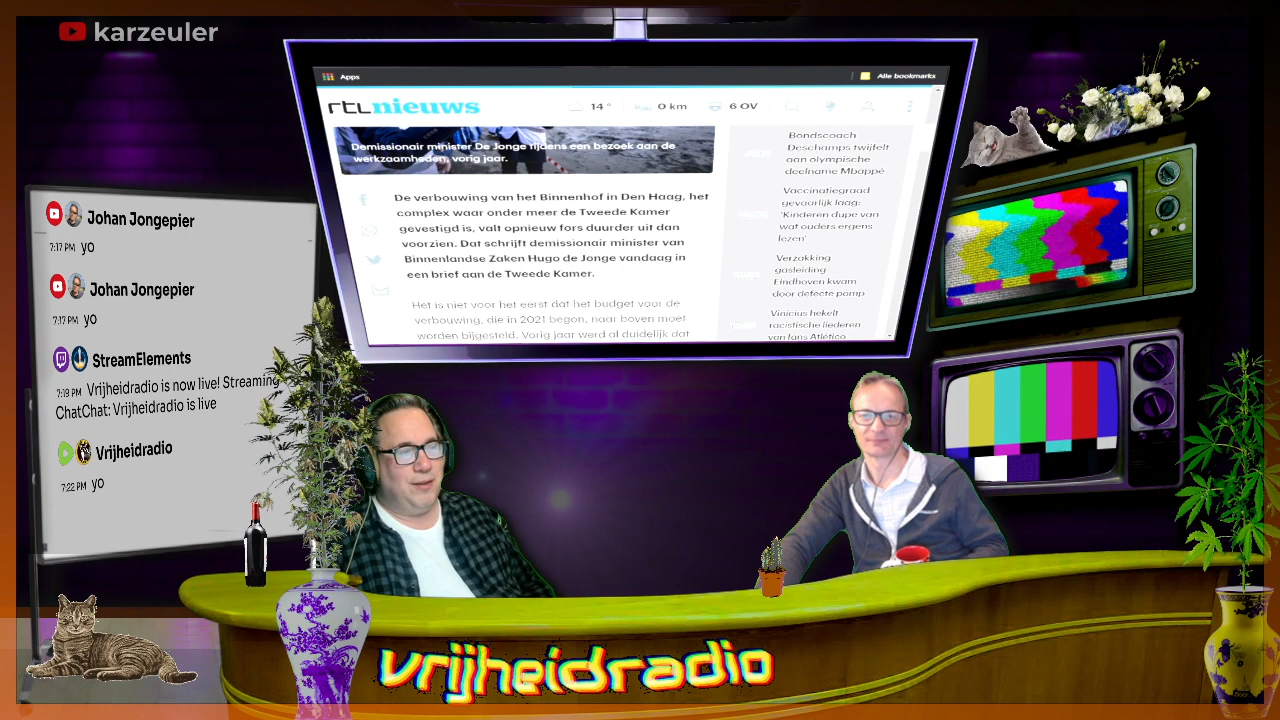 karzeuler
Apps
Alle bookmarks
rtl nieuws
14°
0 km
6 OV
Demissionair minister De Jonge tijdens een bezoek aan de
werkzaamheden, vorig jaar.
De verbouwing van het Binnenhof in Den Haag, het
complex waar onder meer de Tweede Kamer
gevestigd is, valt opnieuw fors duurder uit dan
voorzien. Dat schrijft demissionair minister van
Binnenlandse Zaken Hugo de Jonge vandaag in
een brief aan de Tweede Kamer.
Het is niet voor het eerst dat het budget voor de
verbouwing, die in 2021 begon, naar boven moet
worden bijgesteld. Vorig jaar werd al duidelijk dat
Bondscoach
Deschamps twijfelt
aan olympische
deelname Mbappé
Vaccinatiegraad
gevaarlijk laag:
'Kinderen dupe van
wat ouders ergens
lezen'
Verzakking
gasleiding
Eindhoven kwam
door defecte pomp
Vinícius hekelt
racistische liederen
van fans Atlético
Johan Jongepier
7:17 PM yo
Johan Jongepier
7:17 PM yo
StreamElements
7:19 PM Vrijheidradio is now live! Streaming
ChatChat: Vrijheidradio is live
Vrijheidradio
7:22 PM yo
vrijheidradio